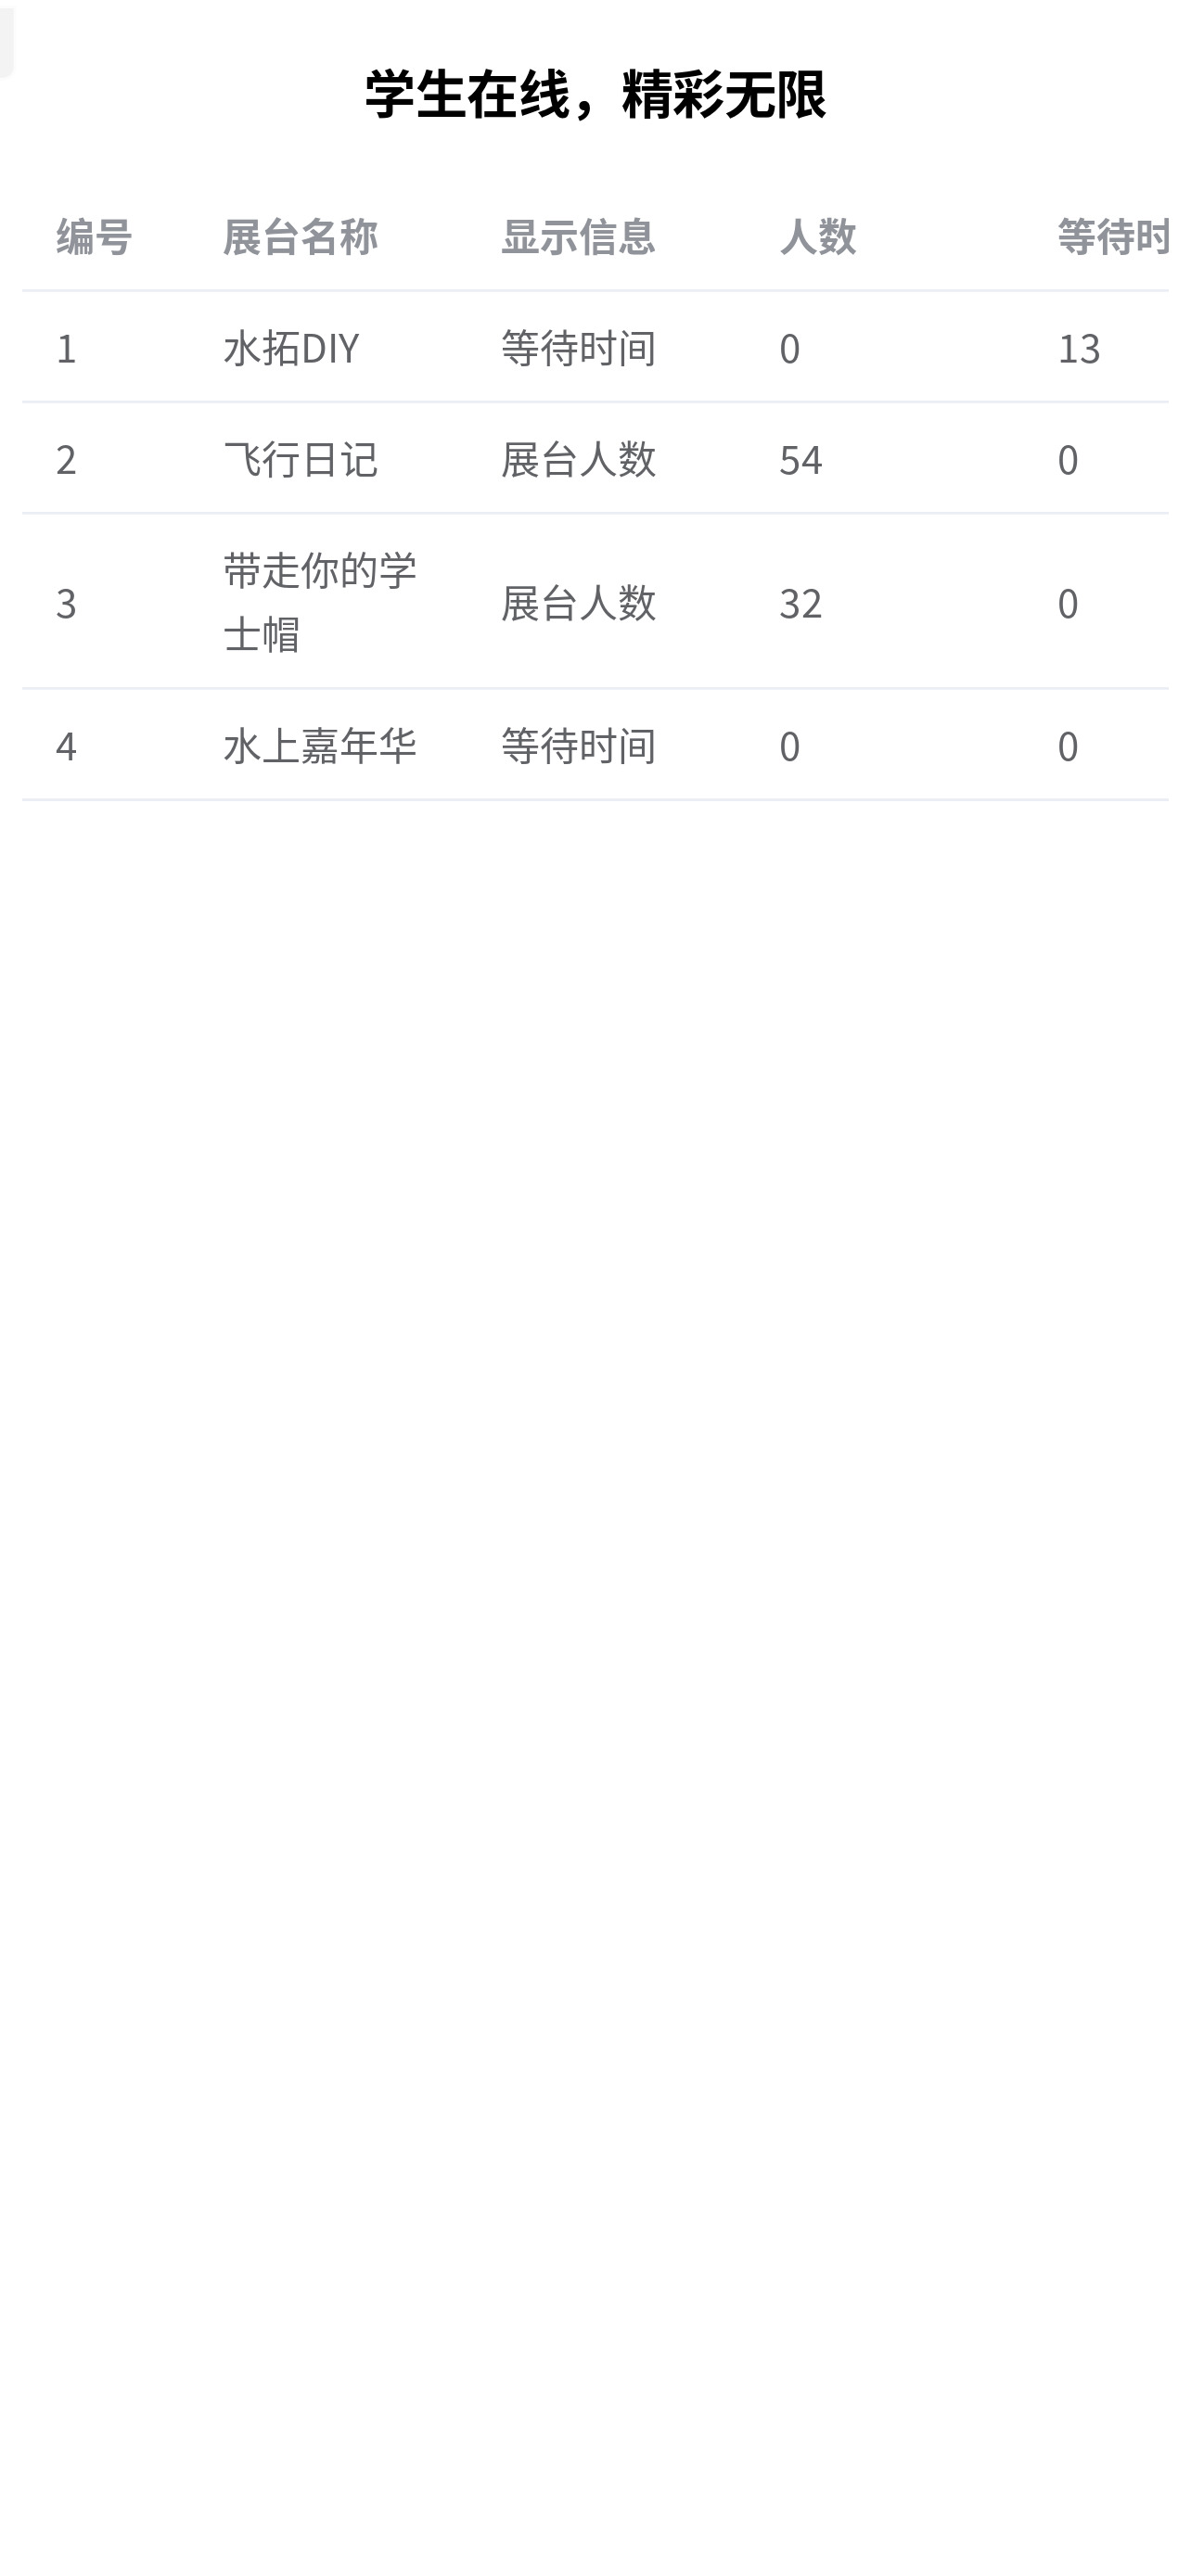 学生在线，精彩无限
编号 展台名称 显示信息 人数 等待时
1 水拓DIY 等待时间 0 13
2 飞行日记 展台人数 54 0
3 带走你的学 展台人数 32 0
士帽
4 水上嘉年华 等待时间 0 0